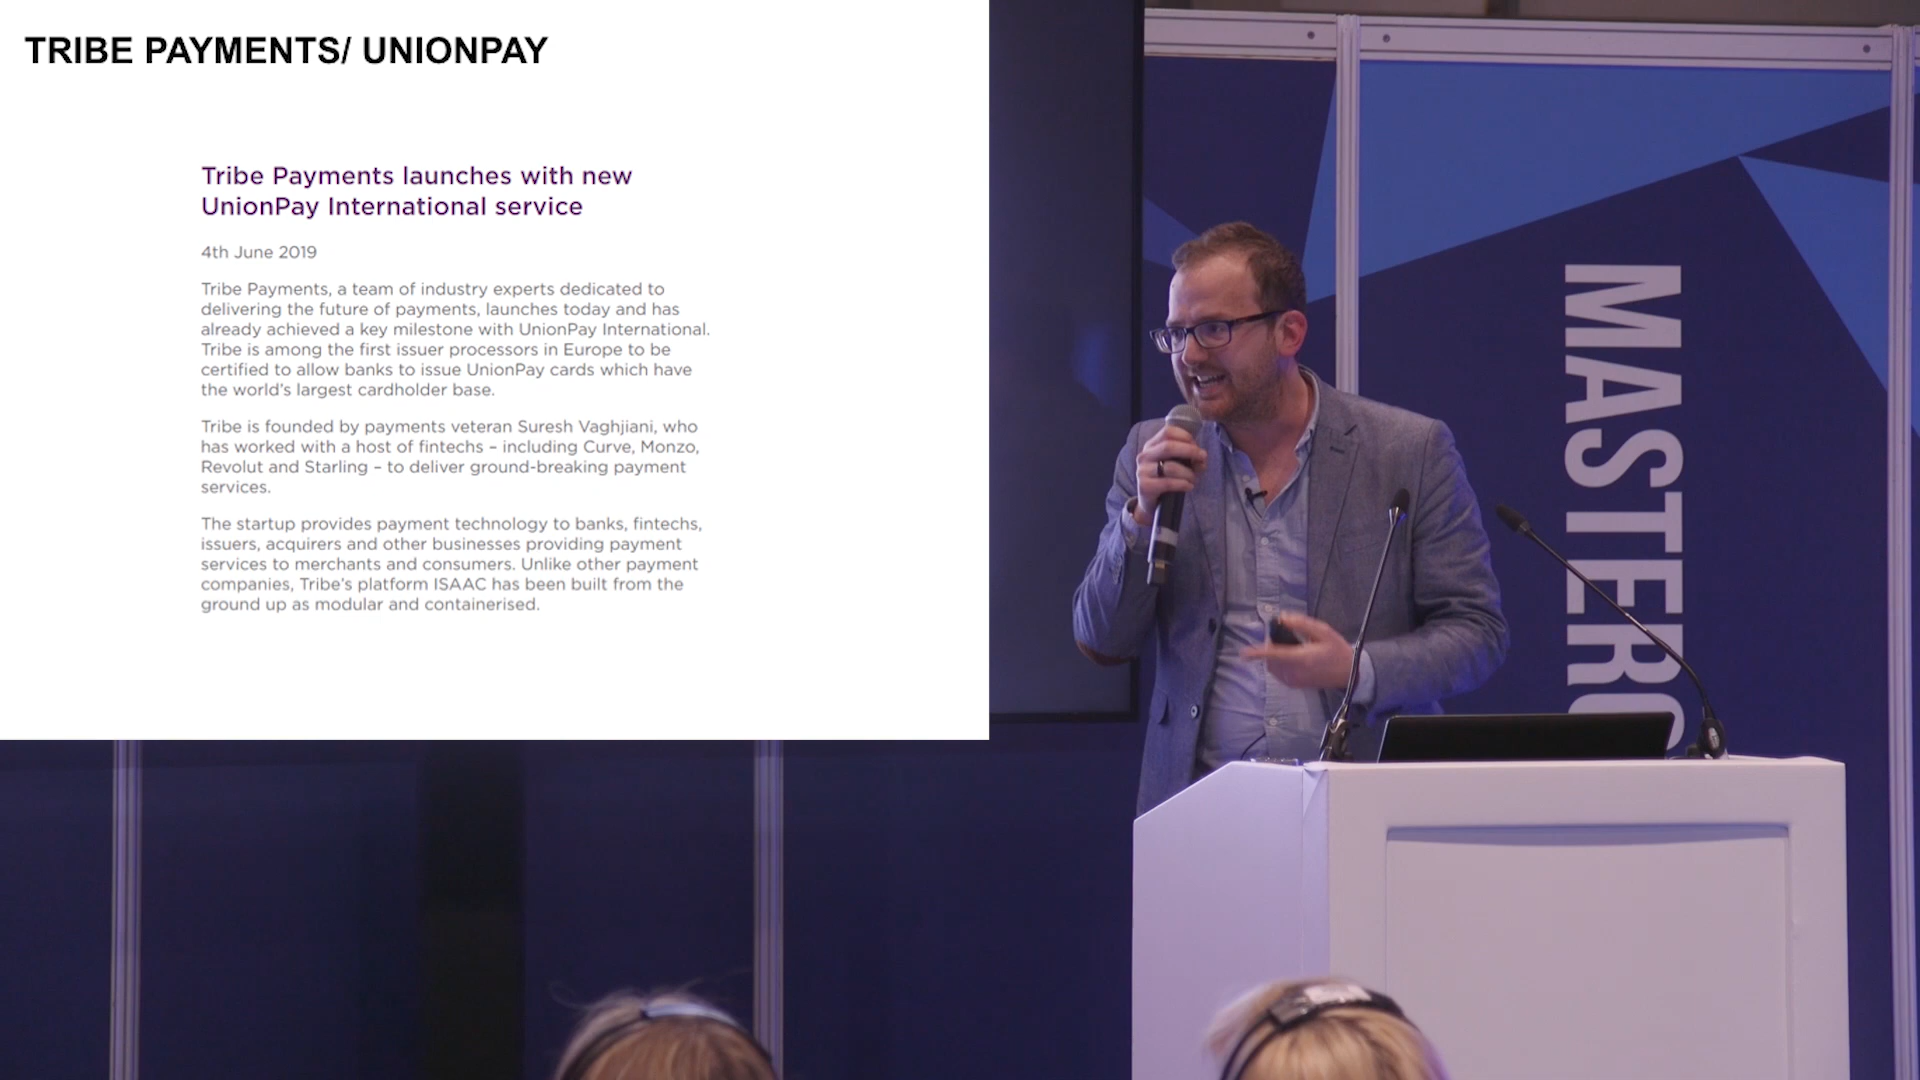 TRIBE PAYMENTS/ UNIONPAY
Tribe Payments launches with new
UnionPay International service
4th June 2019
Tribe Payments, a team of industry experts dedicated to
delivering the future of payments, launches today and has
already achieved a key milestone with UnionPay International.
Tribe is among the first issuer processors in Europe to be
certified to allow banks to issue UnionPay cards which have
the world's largest cardholder base.
Tribe is founded by payments veteran Suresh Vaghjiani, who
has worked with a host of fintechs – including Curve, Monzo,
Revolut and Starling – to deliver ground-breaking payment
services.
The startup provides payment technology to banks, fintechs,
issuers, acquirers and other businesses providing payment
services to merchants and consumers. Unlike other payment
companies, Tribe's platform ISAAC has been built from the
ground up as modular and containerised.
MASTERC